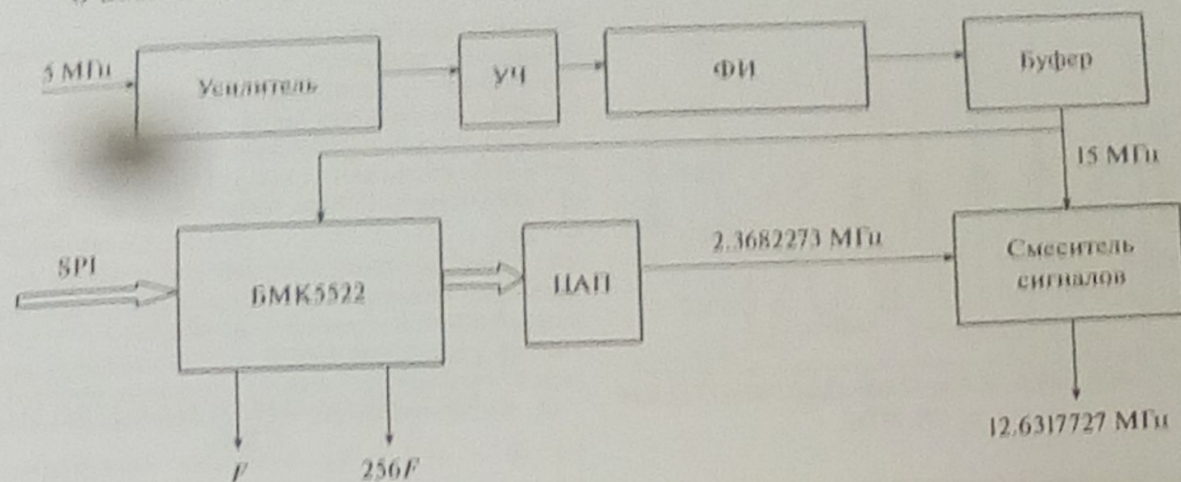 5 МГц
Усилитель
УЧ
ФИ
Буфер
15 МГц
SPI
БМК5522
ЦАП
2.3682273 МГц
Смеситель
сигналов
F
256F
12.6317727 МГц